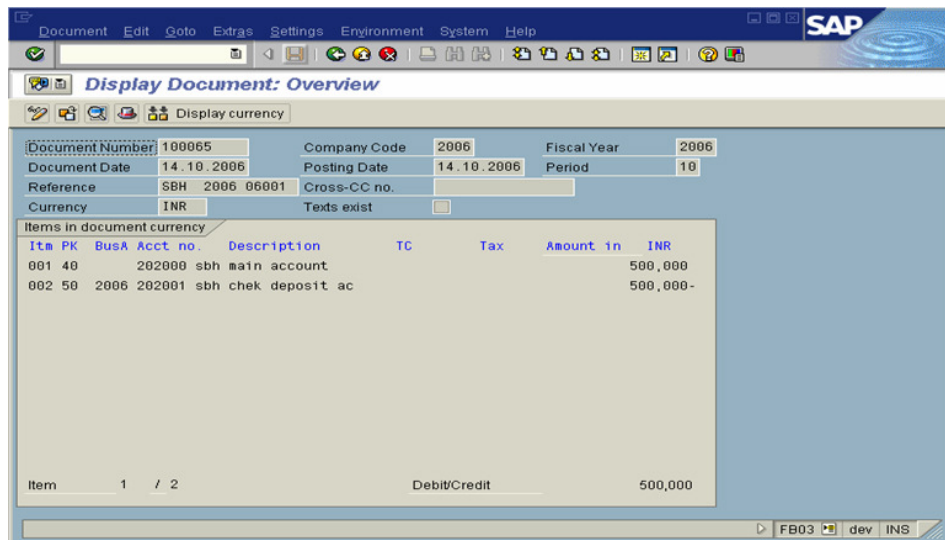 Document Edit Goto Extras Settings Environment System Help
SAP
Display Document: Overview
Display currency
Document Number 100065 Company Code 2006 Fiscal Year 2006
Document Date 14.10.2006 Posting Date 14.10.2006 Period 10
Reference SBH 2006 06001 Cross-CC no.
Currency INR Texts exist
Items in document currency
Itm PK BusA Acct no. Description TC Tax Amount in INR
001 40 202000 sbh main account 500,000
002 50 2006 202001 sbh chek deposit ac 500,000-
Item 1 / 2 Debit/Credit 500,000
FB03 dev INS